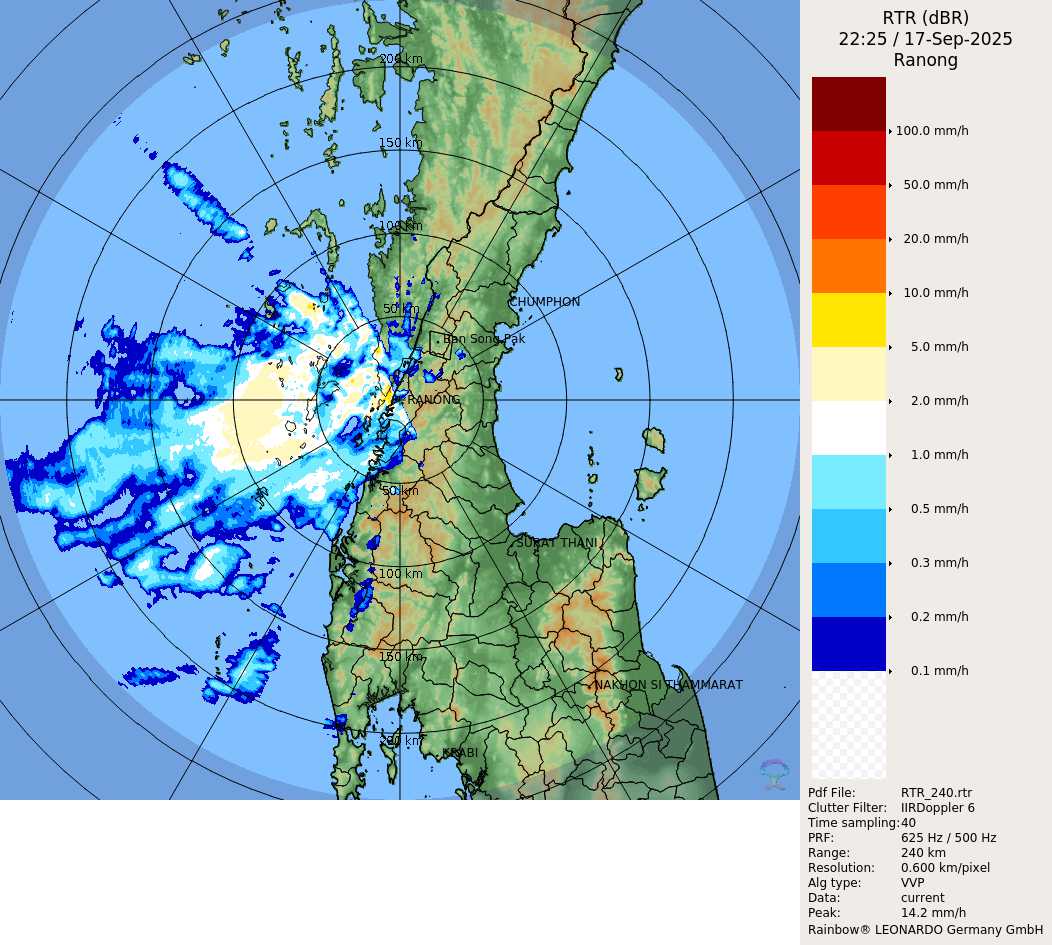 RTR (dBR)
22:25 / 17-Sep-2025
Ranong
200 km
150 km
100 km
50 km
CHUMPHON
Ban Song Pak
RANONG
50 km
SURAT THANI
100 km
150 km
NAKHON SI THAMMARAT
200 km
KRABI
100.0 mm/h
50.0 mm/h
20.0 mm/h
10.0 mm/h
5.0 mm/h
2.0 mm/h
1.0 mm/h
0.5 mm/h
0.3 mm/h
0.2 mm/h
0.1 mm/h
Pdf File: RTR_240.rtr
Clutter Filter: IIRDoppler 6
Time sampling:40
PRF: 625 Hz / 500 Hz
Range: 240 km
Resolution: 0.600 km/pixel
Alg type: VVP
Data: current
Peak: 14.2 mm/h
Rainbow® LEONARDO Germany GmbH